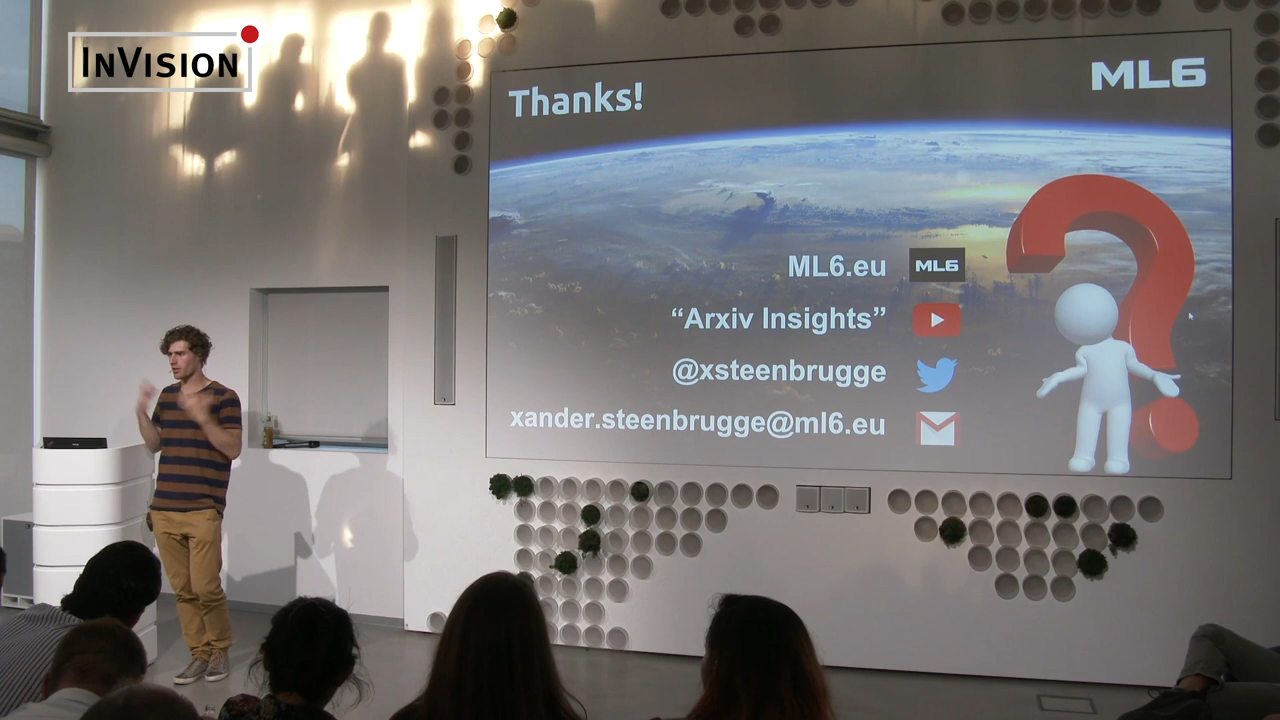 INVISION
Thanks!
ML6
ML6.eu
ML6
“Arxiv Insights”
@xsteenbrugge
xander.steenbrugge@ml6.eu